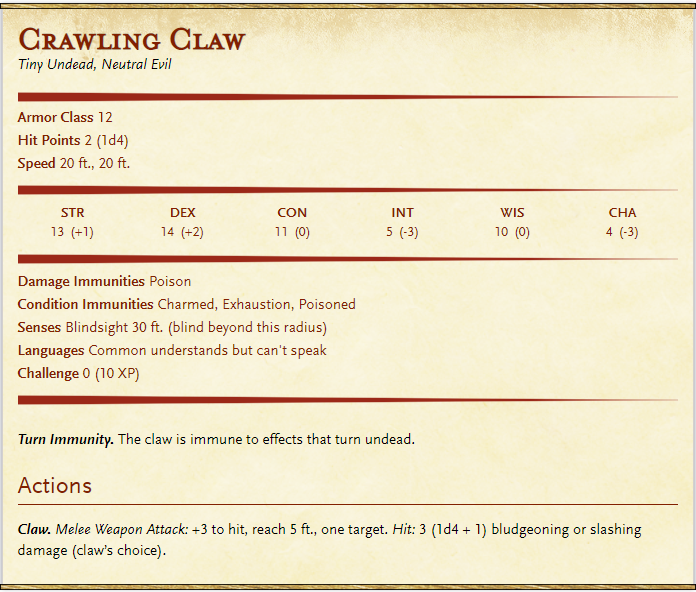 Crawling Claw
Tiny Undead, Neutral Evil
Armor Class 12
Hit Points 2 (1d4)
Speed 20 ft., 20 ft.
STR DEX CON INT WIS CHA
13 (+1) 14 (+2) 11 (0) 5 (-3) 10 (0) 4 (-3)
Damage Immunities Poison
Condition Immunities Charmed, Exhaustion, Poisoned
Senses Blindsight 30 ft. (blind beyond this radius)
Languages Common understands but can't speak
Challenge 0 (10 XP)
Turn Immunity. The claw is immune to effects that turn undead.
Actions
Claw. Melee Weapon Attack: +3 to hit, reach 5 ft., one target. Hit: 3 (1d4 + 1) bludgeoning or slashing
damage (claw's choice).